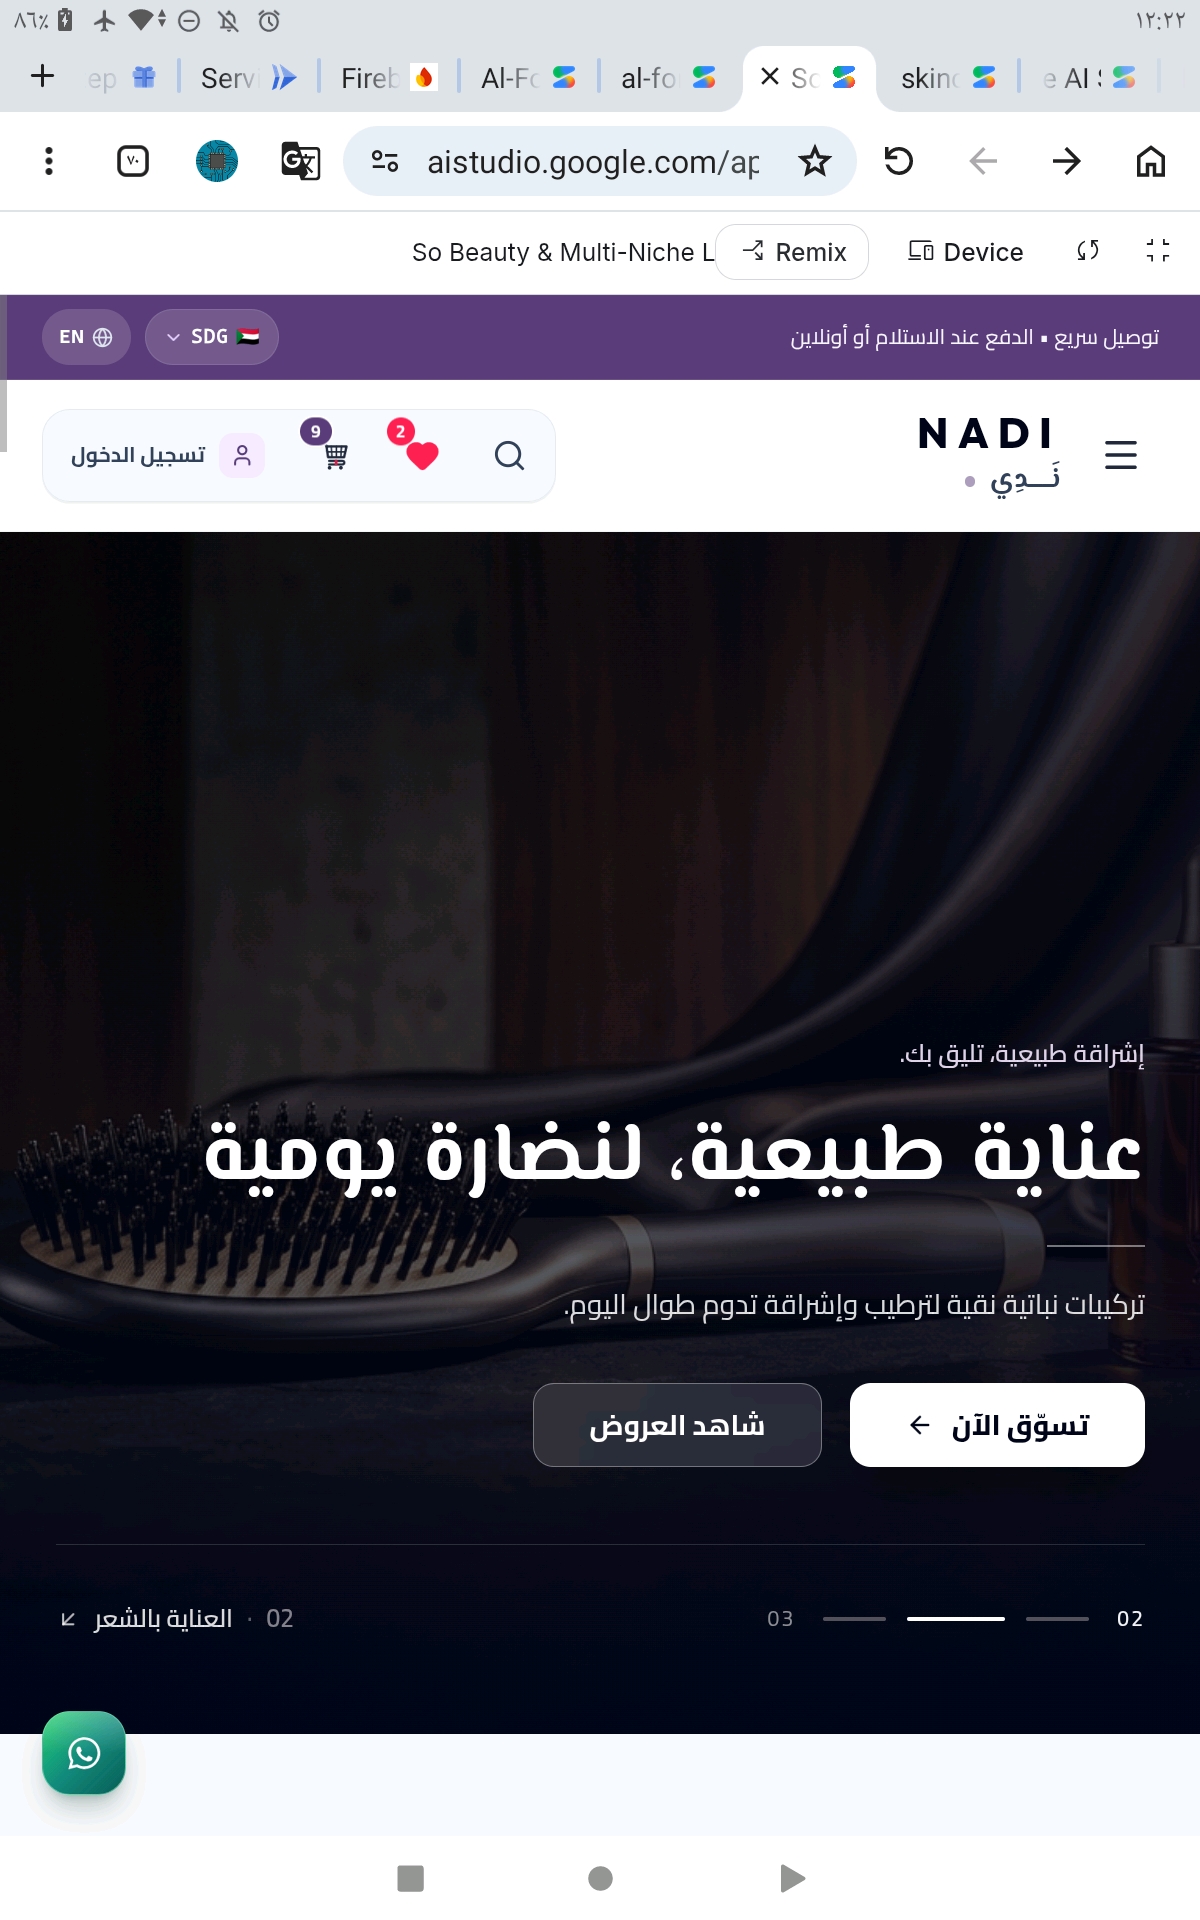 ٨٦٪ ١٢:٢٢
ep Serv Fireb Al-Fo al-fo So skinc e AI S
٧٠ aistudio.google.com/ap
So Beauty & Multi-Niche L Remix Device
توصيل سريع • الدفع عند الاستلام أو أونلاين
SDG
EN
NADI
نَـــدِي
2
9
تسجيل الدخول
إشراقة طبيعية، تليق بك.
عناية طبيعية، لنضارة يومية
تركيبات نباتية نقية لترطيب وإشراقة تدوم طوال اليوم.
تسوّق الآن
شاهد العروض
02
03
02 · العناية بالشعر